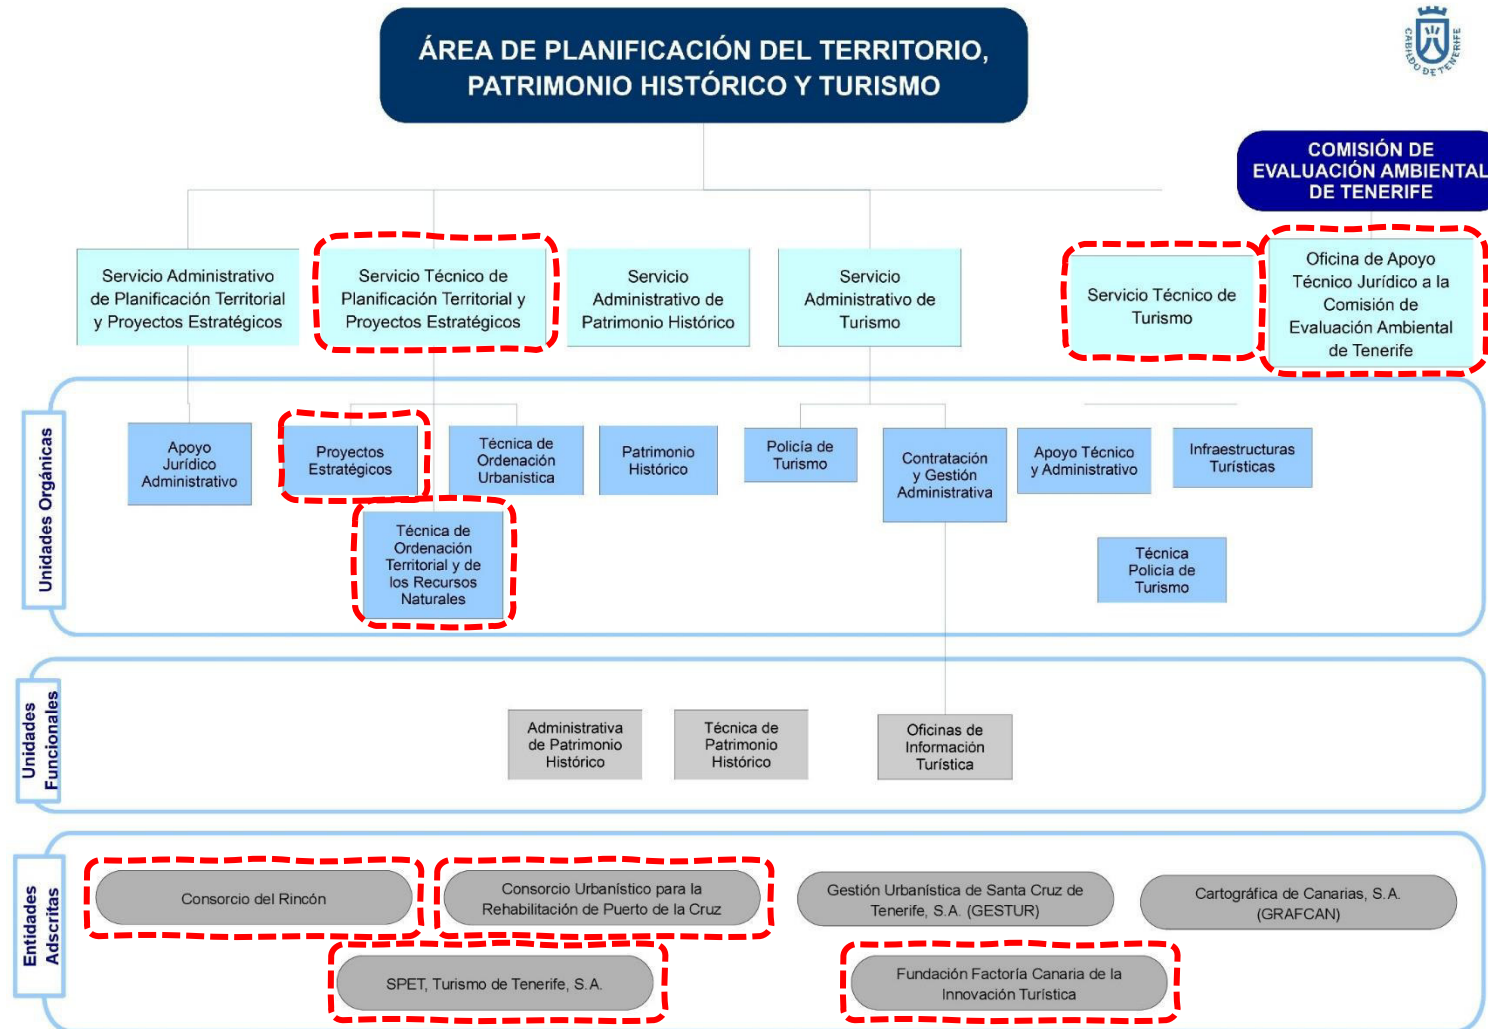 ÁREA DE PLANIFICACIÓN DEL TERRITORIO,
PATRIMONIO HISTÓRICO Y TURISMO
CABILDO DE TENERIFE
COMISIÓN DE
EVALUACIÓN AMBIENTAL
DE TENERIFE
Servicio Administrativo
de Planificación Territorial
y Proyectos Estratégicos
Servicio Técnico de
Planificación Territorial y
Proyectos Estratégicos
Servicio
Administrativo de
Patrimonio Histórico
Servicio
Administrativo de
Turismo
Servicio Técnico de
Turismo
Oficina de Apoyo
Técnico Jurídico a la
Comisión de
Evaluación Ambiental
de Tenerife
Unidades Orgánicas
Apoyo
Jurídico
Administrativo
Proyectos
Estratégicos
Técnica de
Ordenación
Urbanística
Patrimonio
Histórico
Policía de
Turismo
Contratación
y Gestión
Administrativa
Apoyo Técnico
y Administrativo
Infraestructuras
Turísticas
Técnica de
Ordenación
Territorial y de
los Recursos
Naturales
Técnica
Policía de
Turismo
Unidades
Funcionales
Administrativa
de Patrimonio
Histórico
Técnica de
Patrimonio
Histórico
Oficinas de
Información
Turística
Entidades
Adscritas
Consorcio del Rincón
Consorcio Urbanístico para la
Rehabilitación de Puerto de la Cruz
Gestión Urbanística de Santa Cruz de
Tenerife, S.A. (GESTUR)
Cartográfica de Canarias, S.A.
(GRAFCAN)
SPET, Turismo de Tenerife, S.A.
Fundación Factoría Canaria de la
Innovación Turística